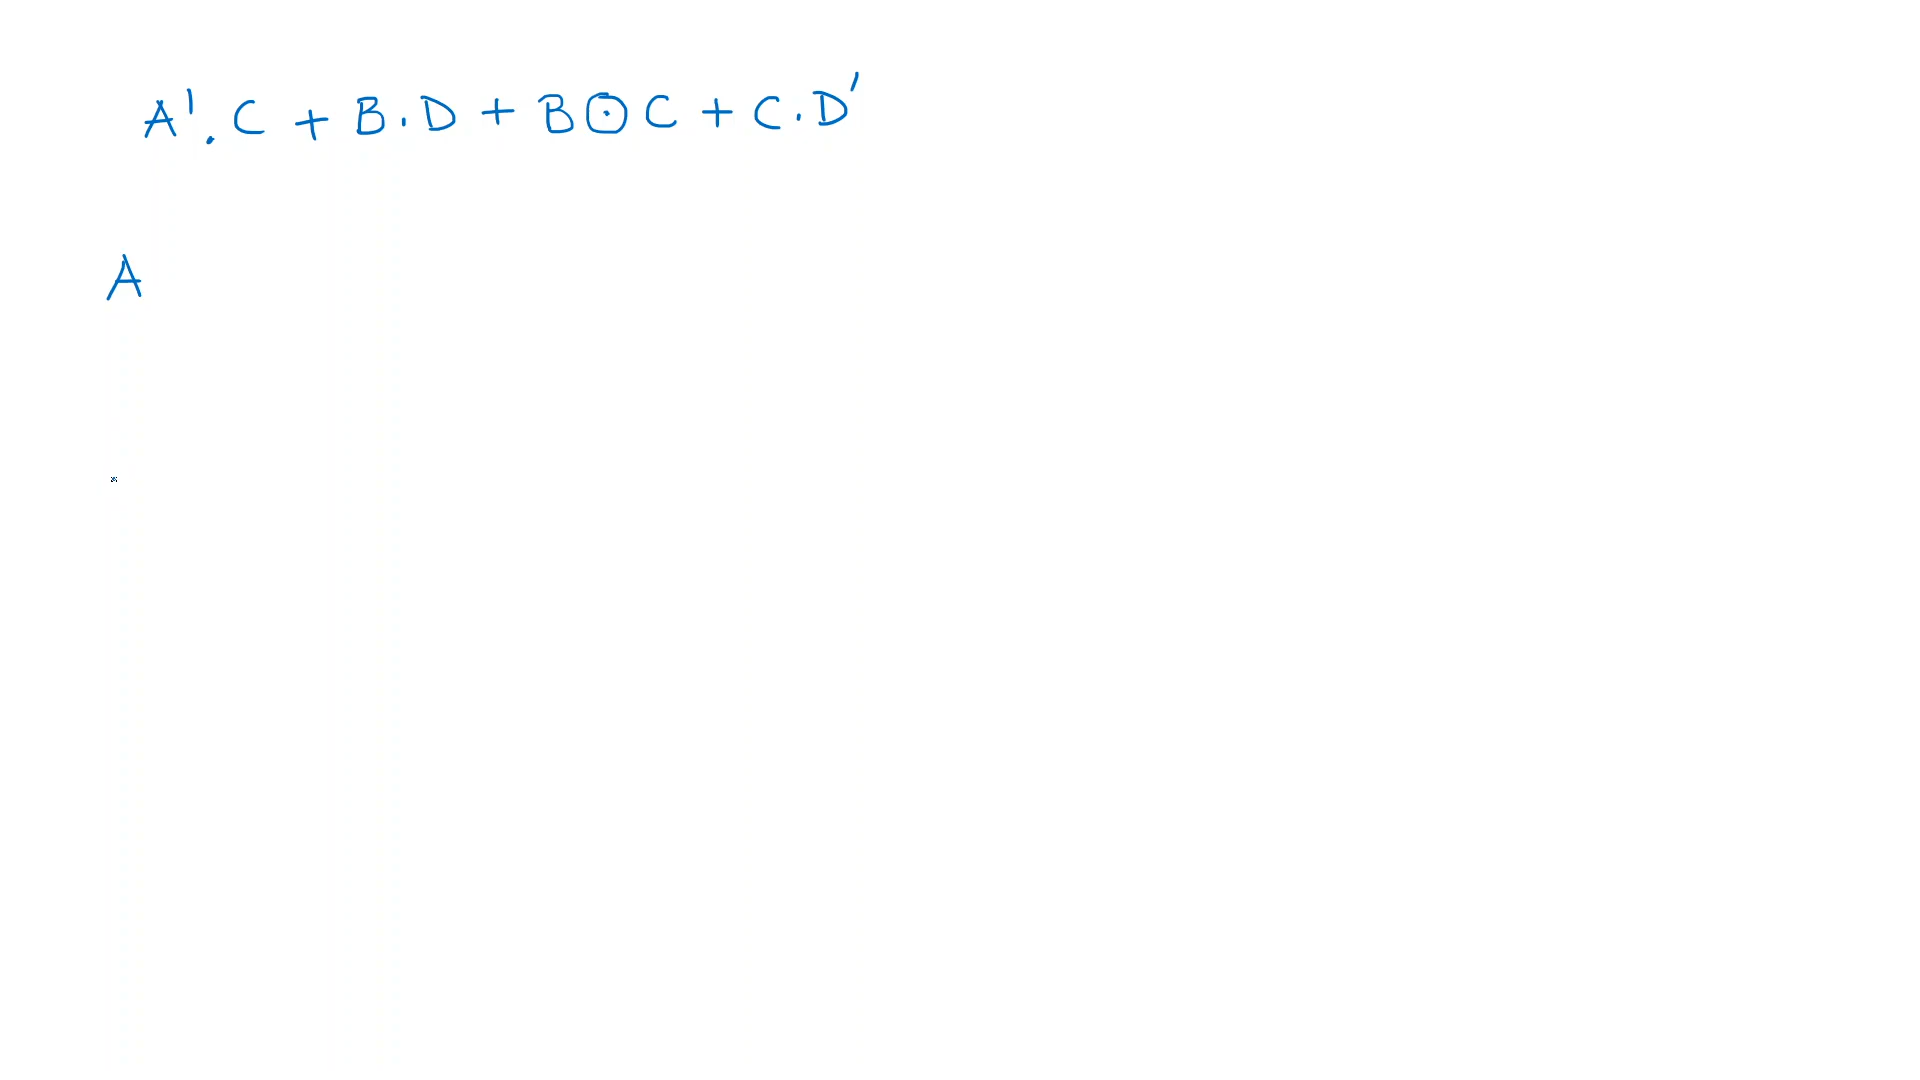 A'.C + B.D + B⊙C + C.D'
A